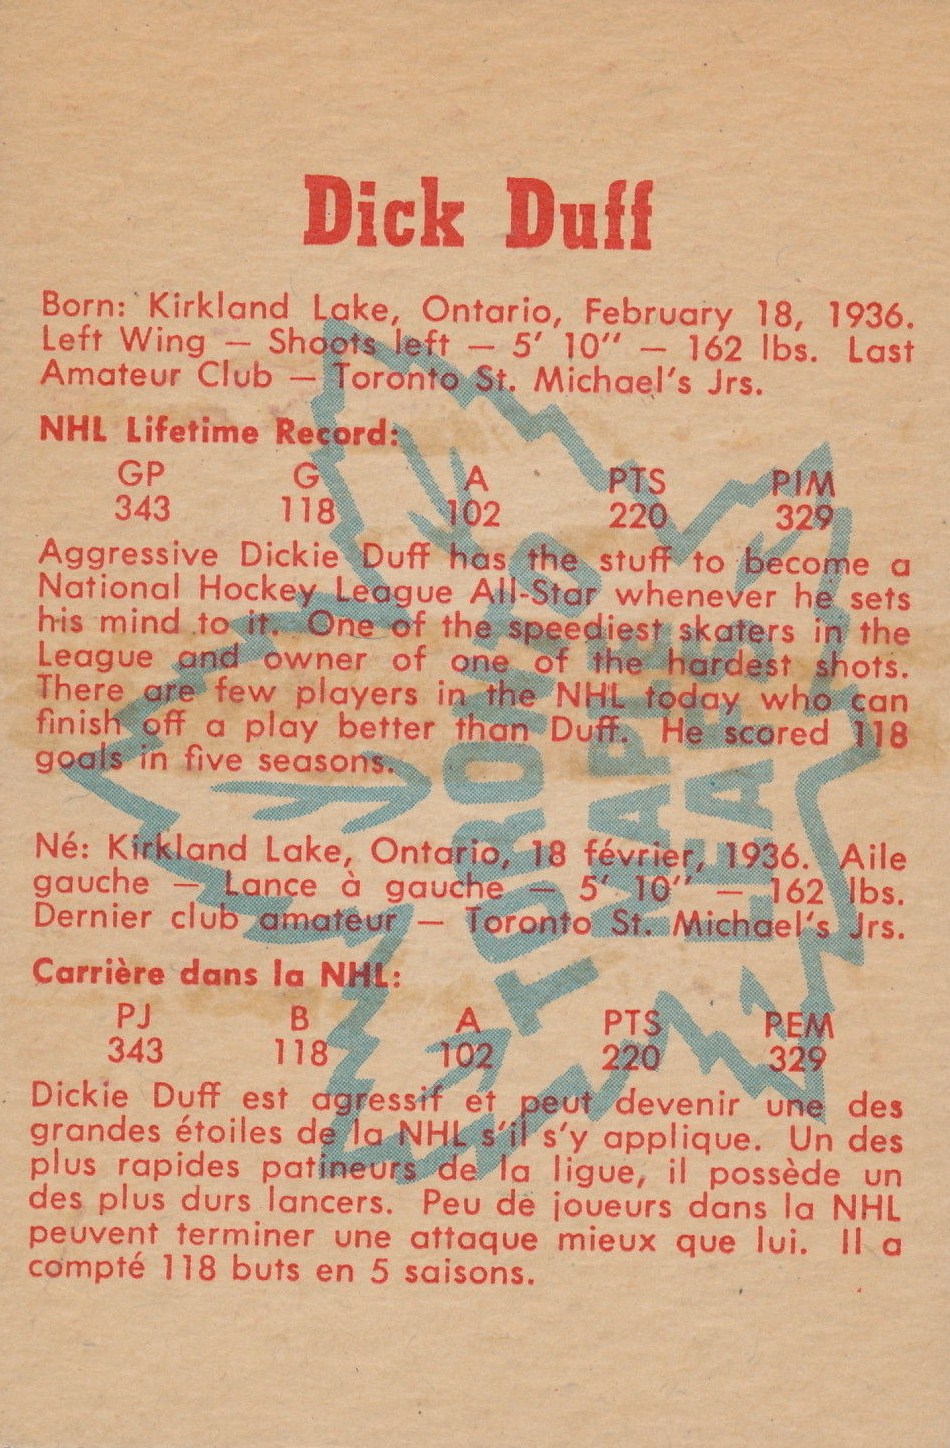 Dick Duff
Born: Kirkland Lake, Ontario, February 18, 1936.
Left Wing — Shoots left — 5′ 10″ — 162 lbs. Last
Amateur Club — Toronto St. Michael's Jrs.
NHL Lifetime Record:
GP G A PTS PIM
343 118 102 220 329
Aggressive Dickie Duff has the stuff to become a
National Hockey League All-Star whenever he sets
his mind to it. One of the speediest skaters in the
League and owner of one of the hardest shots.
There are few players in the NHL today who can
finish off a play better than Duff. He scored 118
goals in five seasons.
Né: Kirkland Lake, Ontario, 18 février, 1936. Aile
gauche — Lance à gauche — 5′ 10″ — 162 lbs.
Dernier club amateur — Toronto St. Michael's Jrs.
Carrière dans la NHL:
PJ B A PTS PEM
343 118 102 220 329
Dickie Duff est agressif et peut devenir une des
grandes étoiles de la NHL s'il s'y applique. Un des
plus rapides patineurs de la ligue, il possède un
des plus durs lancers. Peu de joueurs dans la NHL
peuvent terminer une attaque mieux que lui. Il a
compté 118 buts en 5 saisons.
TORONTO
MAPLE
LEAFS